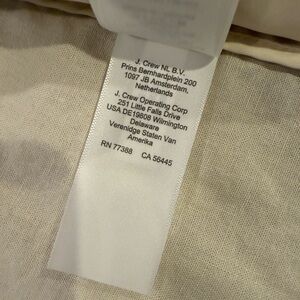 J. Crew NL B.V.
Prins Bernhardplein 200
1097 JB Amsterdam,
Netherlands
J. Crew Operating Corp
251 Little Falls Drive
USA DE19808 Wilmington
Delaware
Verenidge Staten Van
Amerika
RN 77388 CA 56445